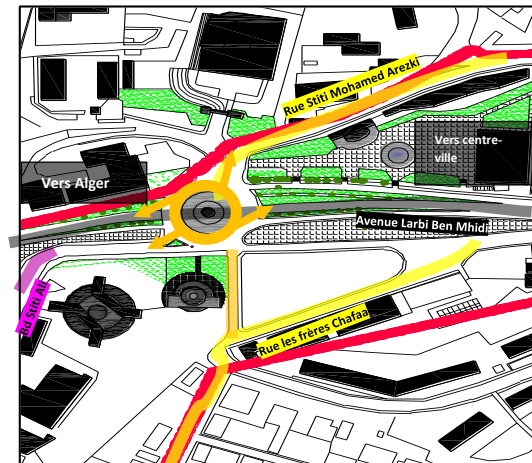 Rue Stiti Mohamed Arezki
Vers centre-
ville
Vers Alger
Avenue Larbi Ben Mhidi
Bd Stiti Ali
Rue les frères Chafaa